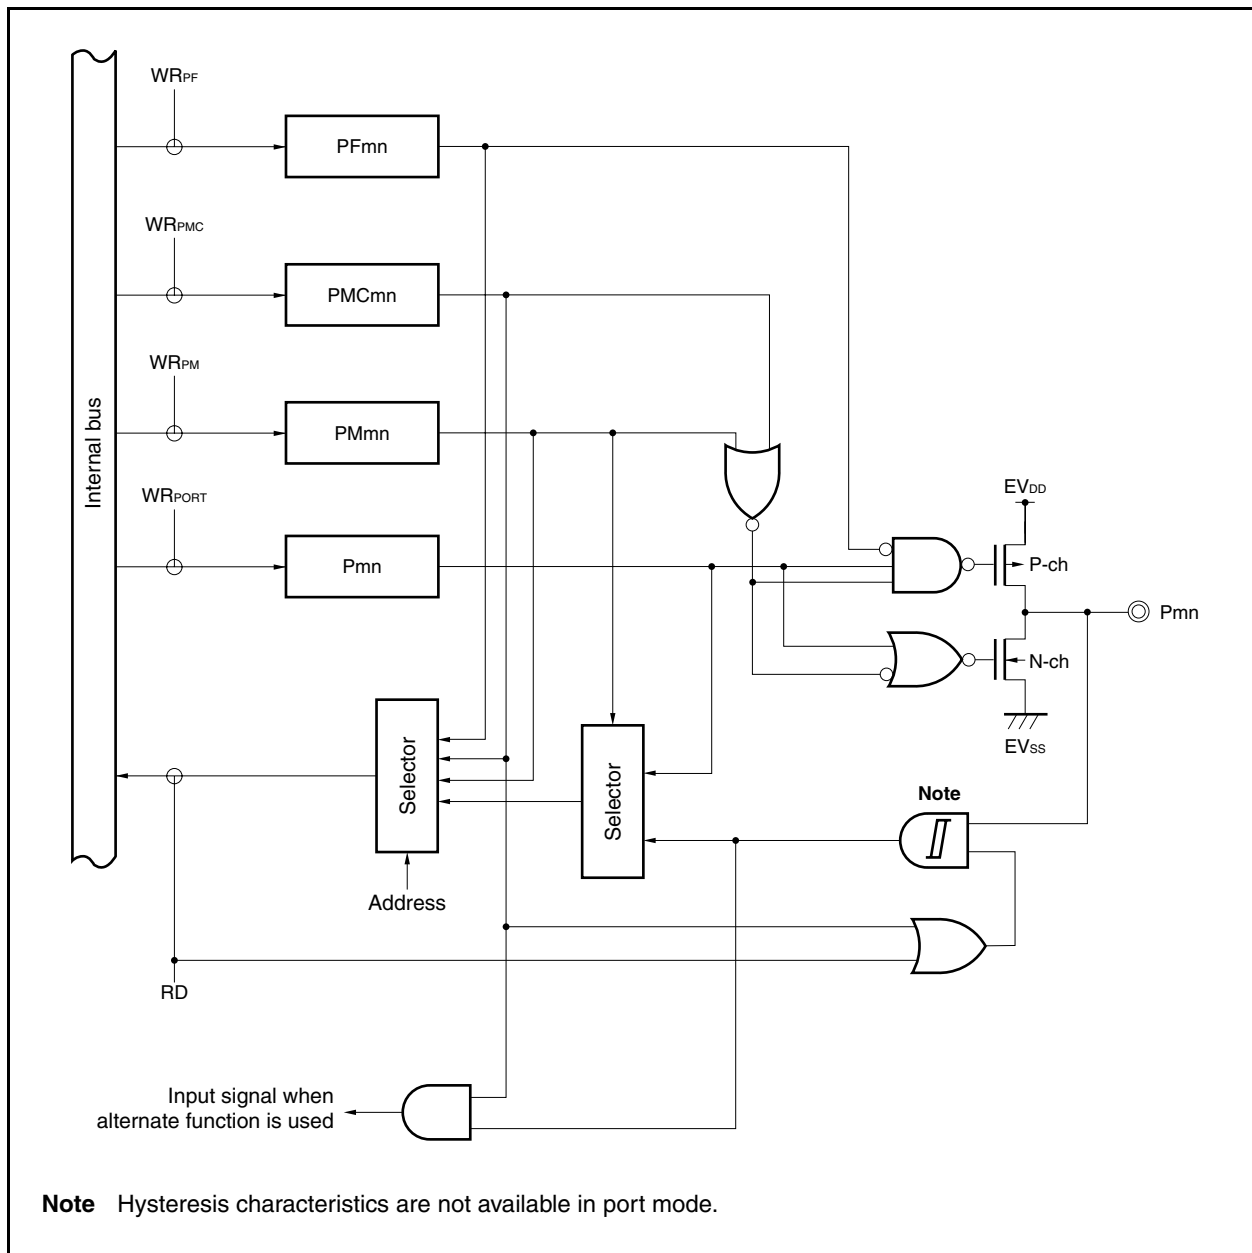 WRPF
PFmn
WRPMC
PMCmn
WRPM
PMmn
Internal bus
WRPORT
Pmn
EVDD
P-ch
Pmn
N-ch
EVSS
Selector
Selector
Note
Address
RD
Input signal when
alternate function is used
Note Hysteresis characteristics are not available in port mode.